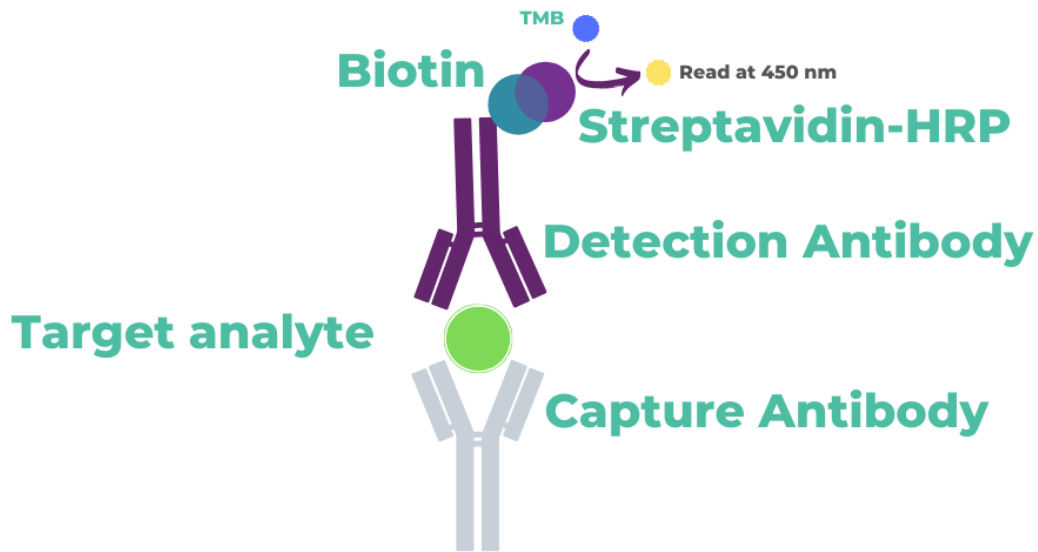 TMB
Biotin
Read at 450 nm
Streptavidin-HRP
Detection Antibody
Target analyte
Capture Antibody